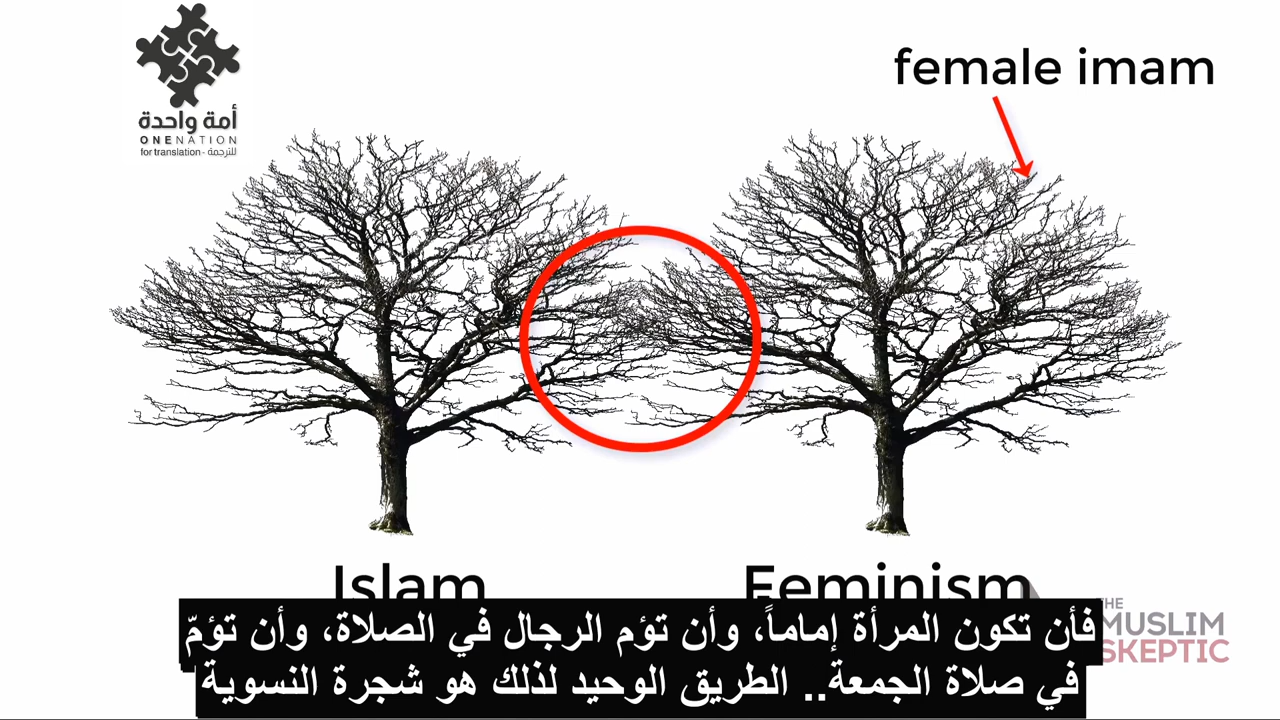 أمة واحدة
ONENATION
for translation - للترجمة
female imam
Islam
Feminism
THE
MUSLIM
SKEPTIC
فأن تكون المرأة إماماً، وأن تؤم الرجال في الصلاة، وأن تؤمّ
في صلاة الجمعة.. الطريق الوحيد لذلك هو شجرة النسوية